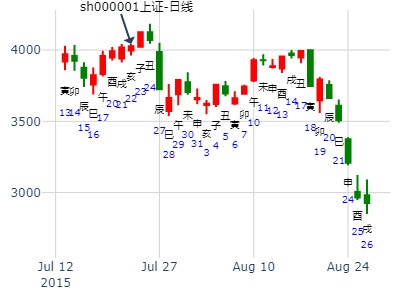 sh000001上证-日线
4000
3500
3000
寅
13
卯
14
辰
15
巳
16
午
17
酉
20
戌
21
亥
22
子
23
丑
24
辰
27
巳
28
午
29
未
30
申
31
亥
3
子
4
丑
5
寅
6
卯
7
午
10
未
11
申
12
酉
13
戌
14
丑
17
寅
18
卯
19
辰
20
巳
21
申
24
酉
25
戌
26
Jul 12
2015
Jul 27
Aug 10
Aug 24